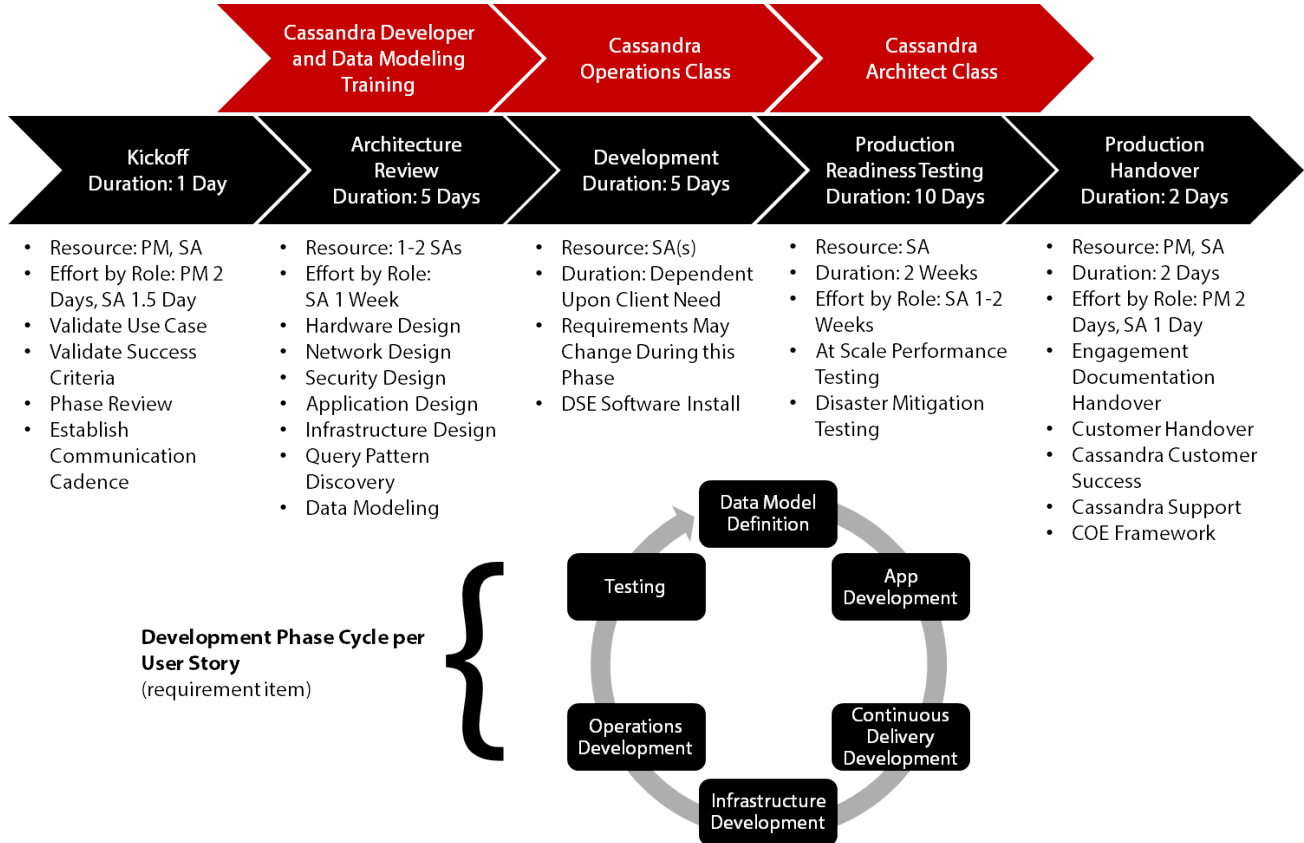 Cassandra Developer
and Data Modeling
Training
Cassandra
Operations Class
Cassandra
Architect Class
Kickoff
Duration: 1 Day
Architecture
Review
Duration: 5 Days
Development
Duration: 5 Days
Production
Readiness Testing
Duration: 10 Days
Production
Handover
Duration: 2 Days
• Resource: PM, SA
• Effort by Role: PM 2
Days, SA 1.5 Day
• Validate Use Case
• Validate Success
Criteria
• Phase Review
• Establish
Communication
Cadence
• Resource: 1-2 SAs
• Effort by Role:
SA 1 Week
• Hardware Design
• Network Design
• Security Design
• Application Design
• Infrastructure Design
• Query Pattern
Discovery
• Data Modeling
• Resource: SA(s)
• Duration: Dependent
Upon Client Need
• Requirements May
Change During this
Phase
• DSE Software Install
• Resource: SA
• Duration: 2 Weeks
• Effort by Role: SA 1-2
Weeks
• At Scale Performance
Testing
• Disaster Mitigation
Testing
• Resource: PM, SA
• Duration: 2 Days
• Effort by Role: PM 2
Days, SA 1 Day
• Engagement
Documentation
Handover
• Customer Handover
• Cassandra Customer
Success
• Cassandra Support
• COE Framework
Development Phase Cycle per
User Story
(requirement item)
Data Model
Definition
App
Development
Continuous
Delivery
Development
Infrastructure
Development
Operations
Development
Testing